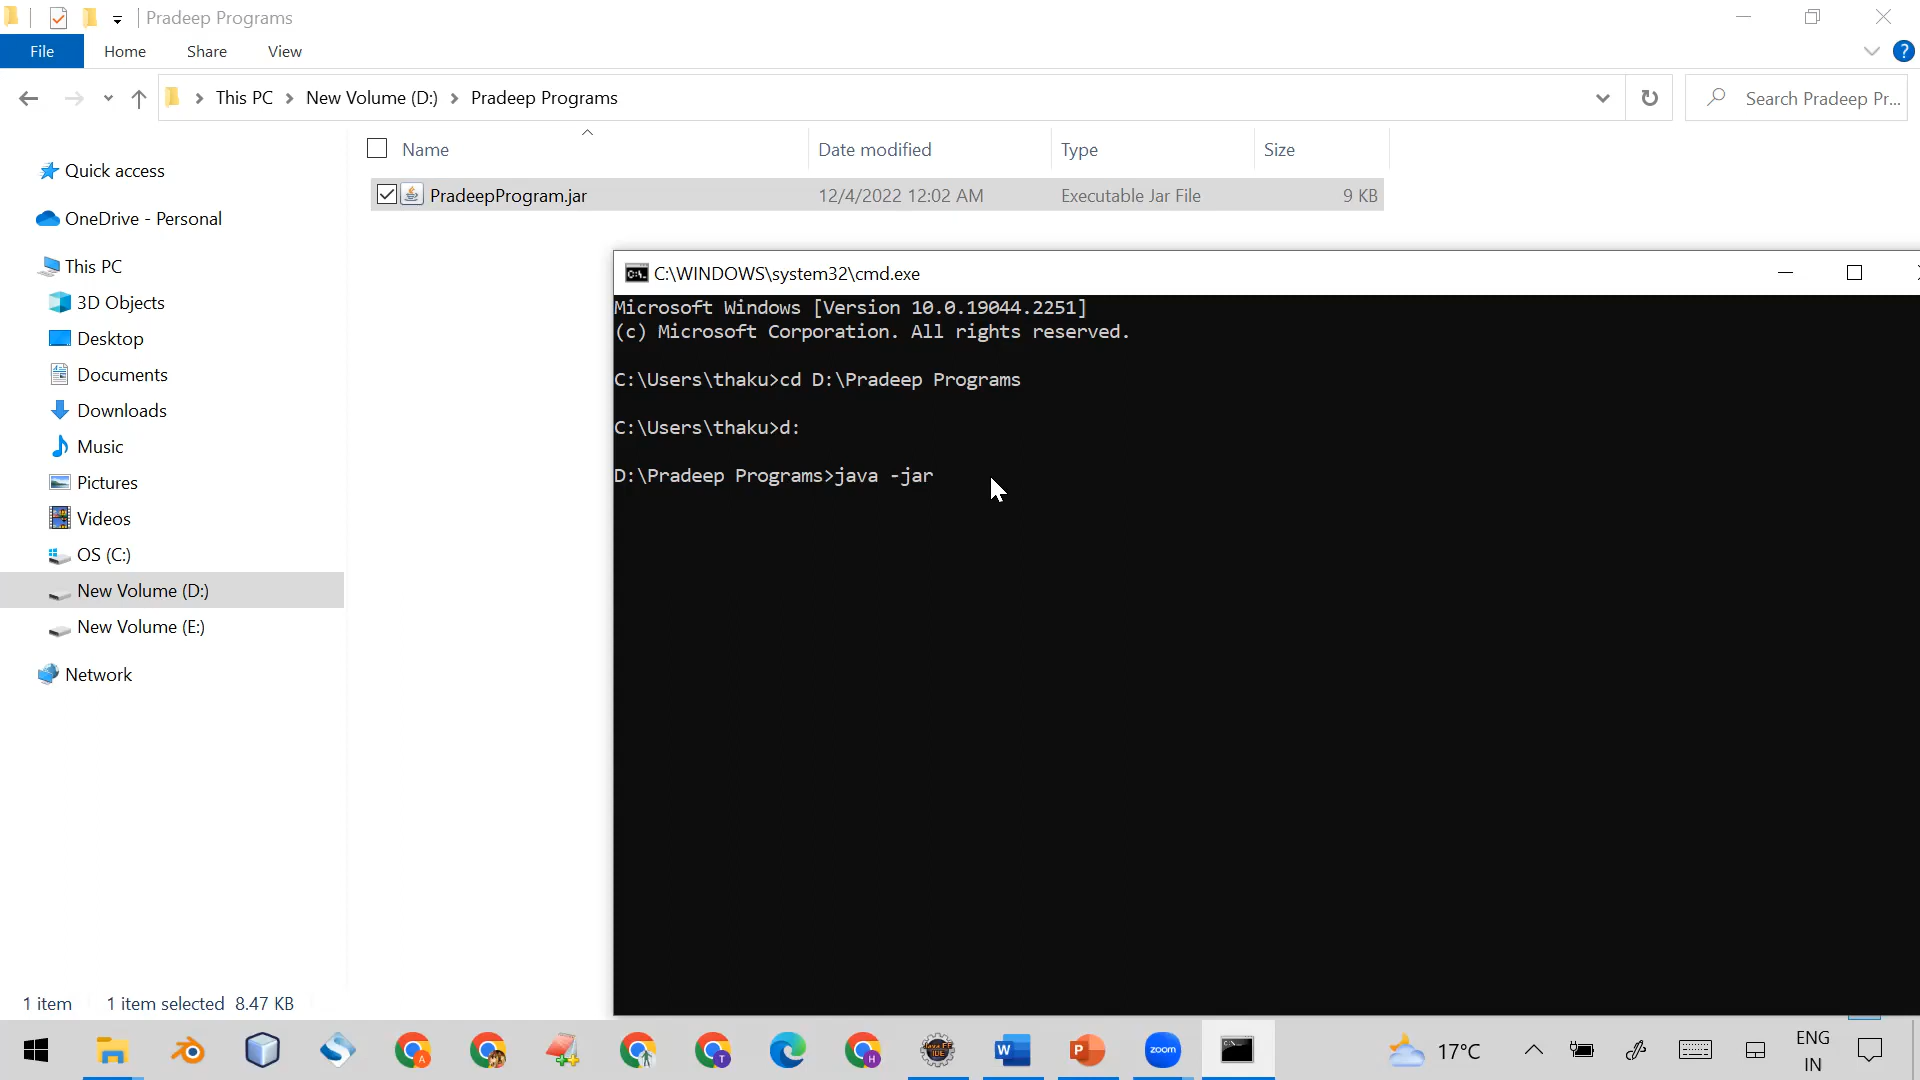 Pradeep Programs
File Home Share View
This PC New Volume (D:) Pradeep Programs
Search Pradeep Pr...
Name Date modified Type Size
PradeepProgram.jar 12/4/2022 12:02 AM Executable Jar File 9 KB
Quick access
OneDrive - Personal
This PC
3D Objects
Desktop
Documents
Downloads
Music
Pictures
Videos
OS (C:)
New Volume (D:)
New Volume (E:)
Network
C:\WINDOWS\system32\cmd.exe
Microsoft Windows [Version 10.0.19044.2251]
(c) Microsoft Corporation. All rights reserved.
C:\Users\thaku>cd D:\Pradeep Programs
C:\Users\thaku>d:
D:\Pradeep Programs>java -jar
1 item 1 item selected 8.47 KB
zoom
17°C
ENG
IN